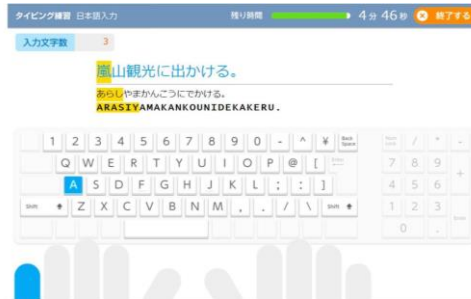 タイピング練習 日本語入力 残り時間 4分46秒 終了する
入力文字数 3
嵐山観光に出かける。
あらしやまかんこうにでかける。
ARASIYAMAKANKOUNIDEKAKERU.
1 2 3 4 5 6 7 8 9 0 - ^ ¥ Back Space / * -
Q W E R T Y U I O P @ [ 7 8 9 +
A S D F G H J K L ; : ] 4 5 6
Shift Z X C V B N M , . / \ Shift 1 2 3
0 .